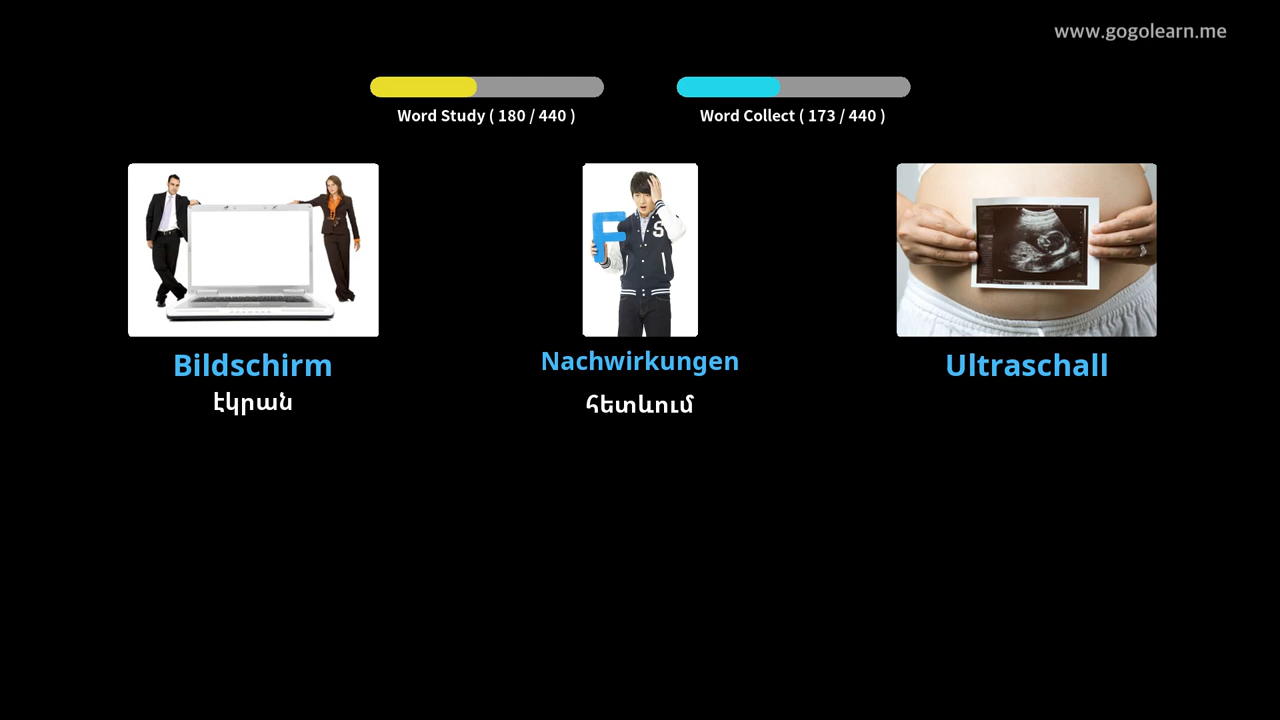 www.gogolearn.me
Word Study ( 180 / 440 )
Word Collect ( 173 / 440 )
F
S
Bildschirm
էկրան
Nachwirkungen
հետևում
Ultraschall